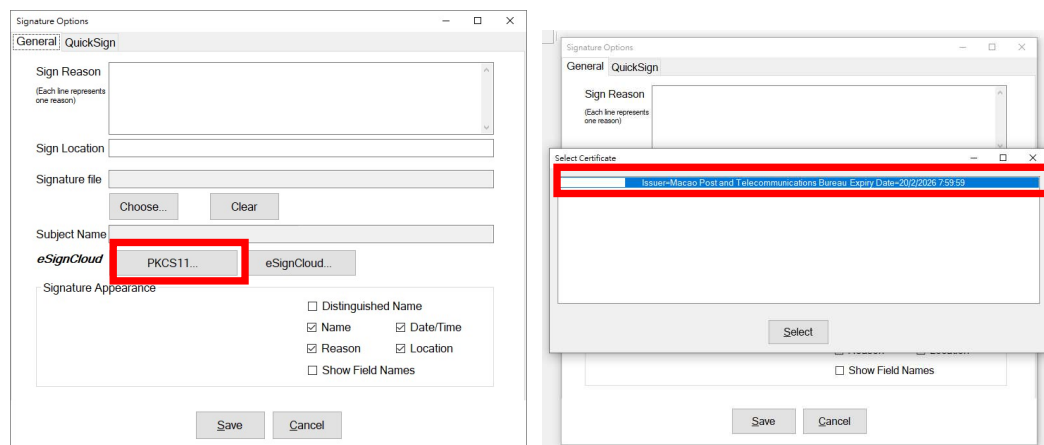 Signature Options
General QuickSign
Sign Reason
(Each line represents
one reason)
Sign Location
Signature file
Choose... Clear
Subject Name
eSignCloud PKCS11... eSignCloud...
Signature Appearance
Distinguished Name
Name Date/Time
Reason Location
Show Field Names
Save Cancel
Signature Options
General QuickSign
Sign Reason
(Each line represents
one reason)
Select Certificate
Issuer=Macao Post and Telecommunications Bureau Expiry Date=20/2/2026 7:59:59
Select
Show Field Names
Save Cancel